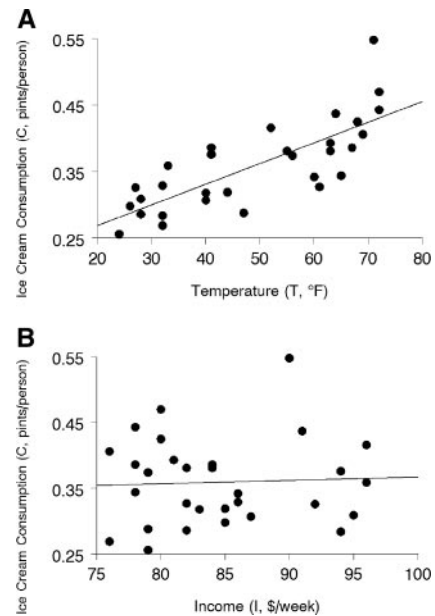 A
Ice Cream Consumption (C, pints/person)
0.55
0.45
0.35
0.25
20 30 40 50 60 70 80
Temperature (T, °F)
B
Ice Cream Consumption (C, pints/person)
0.55
0.45
0.35
0.25
75 80 85 90 95 100
Income (I, $/week)